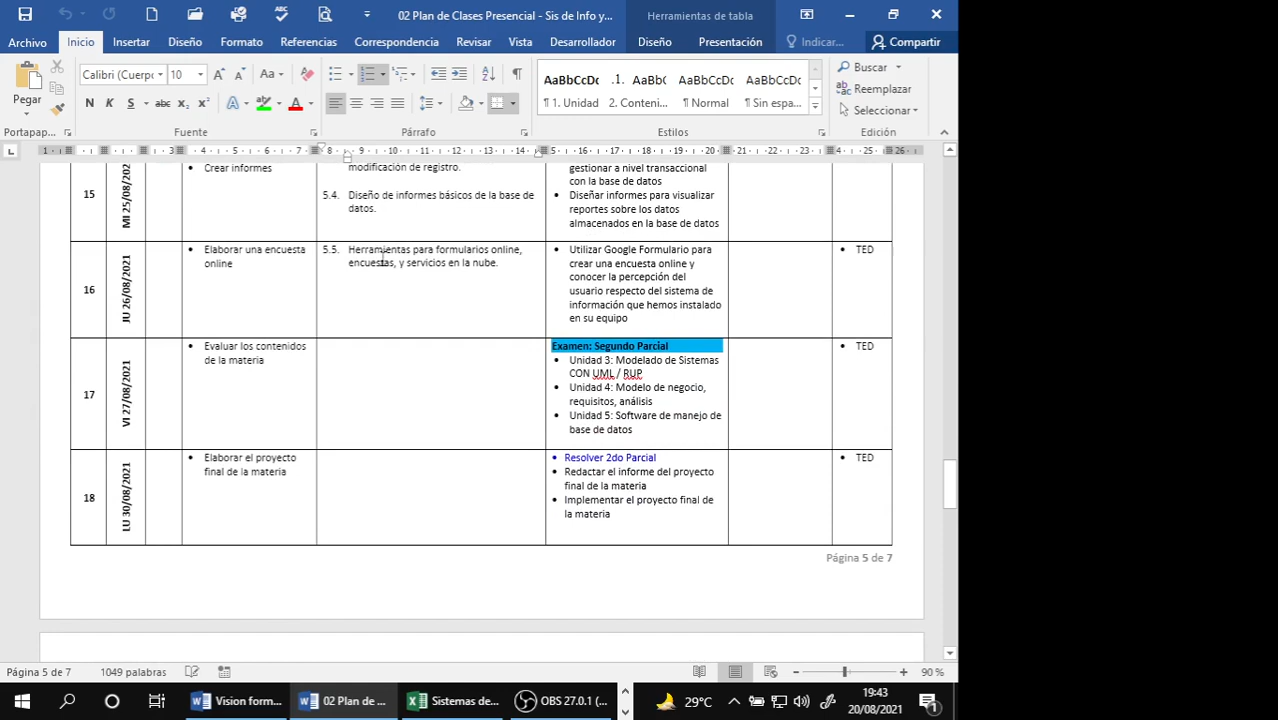 02 Plan de Clases Presencial - Sis de Info y...
Herramientas de tabla
Archivo
Inicio
Insertar
Diseño
Formato
Referencias
Correspondencia
Revisar
Vista
Desarrollador
Diseño
Presentación
Indicar...
Compartir
Pegar
Calibri (Cuerpo
10
N K S abc x₂ x²
Portapap...
Fuente
Párrafo
AaBbCcDc
¶ 1. Unidad
.1. AaBb(
2. Conteni...
AaBbCcDc
¶ Normal
AaBbCcDc
¶ Sin espa...
Estilos
Buscar
Reemplazar
Seleccionar
Edición
15
MI 25/08/202
Crear informes
modificación de registro.
5.4. Diseño de informes básicos de la base de
datos.
gestionar a nivel transaccional
con la base de datos
Diseñar informes para visualizar
reportes sobre los datos
almacenados en la base de datos
16
JU 26/08/2021
Elaborar una encuesta
online
5.5. Herramientas para formularios online,
encuestas, y servicios en la nube.
Utilizar Google Formulario para
crear una encuesta online y
conocer la percepción del
usuario respecto del sistema de
información que hemos instalado
en su equipo
TED
17
VI 27/08/2021
Evaluar los contenidos
de la materia
Examen: Segundo Parcial
Unidad 3: Modelado de Sistemas
CON UML / RUP
Unidad 4: Modelo de negocio,
requisitos, análisis
Unidad 5: Software de manejo de
base de datos
TED
18
LU 30/08/2021
Elaborar el proyecto
final de la materia
Resolver 2do Parcial
Redactar el informe del proyecto
final de la materia
Implementar el proyecto final de
la materia
TED
Página 5 de 7
Página 5 de 7
1049 palabras
90 %
Vision form...
02 Plan de ...
Sistemas de...
OBS 27.0.1 (...
29°C
19:43
20/08/2021